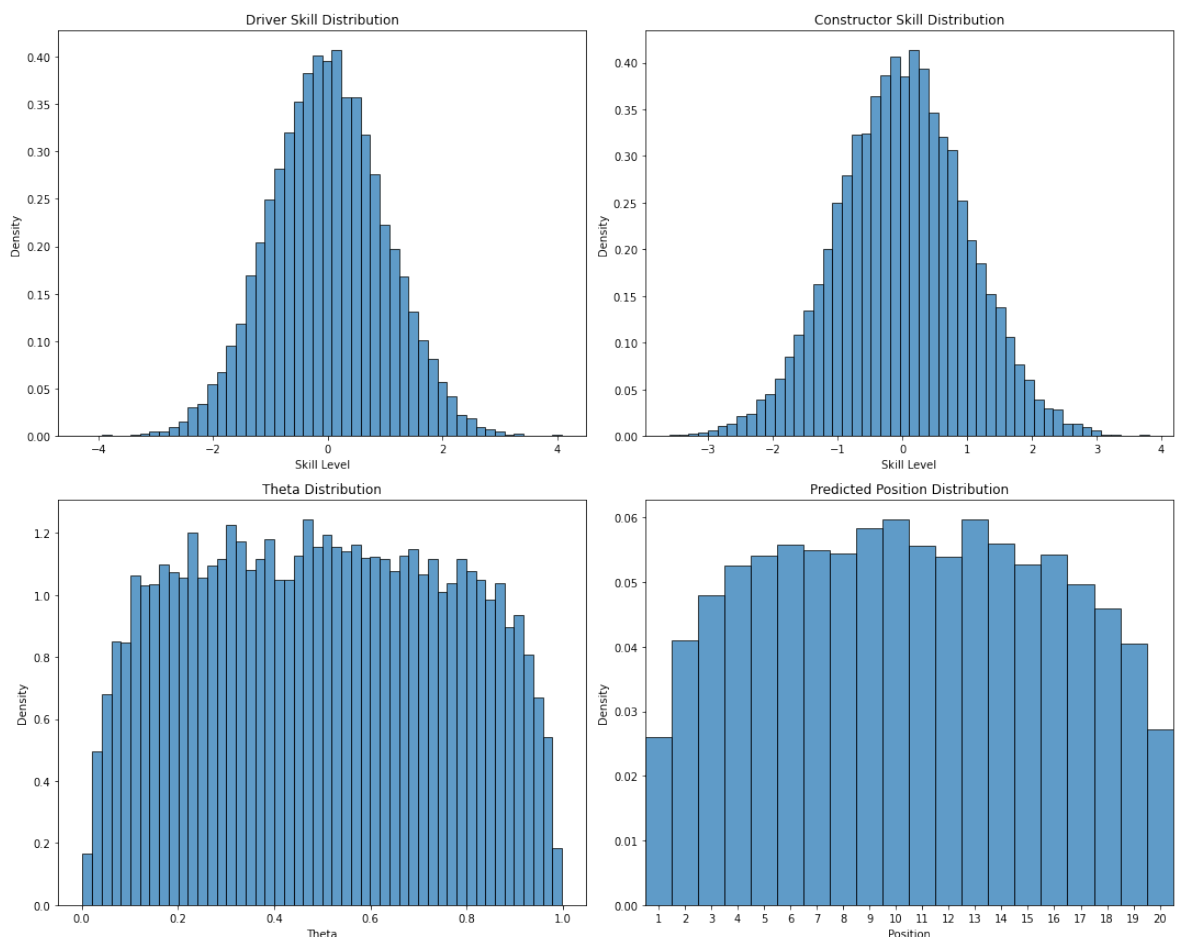 Driver Skill Distribution
Density
0.40
0.35
0.30
0.25
0.20
0.15
0.10
0.05
0.00
−4 −2 0 2 4
Skill Level
Constructor Skill Distribution
Density
0.40
0.35
0.30
0.25
0.20
0.15
0.10
0.05
0.00
−3 −2 −1 0 1 2 3 4
Skill Level
Theta Distribution
Density
1.2
1.0
0.8
0.6
0.4
0.2
0.0
0.0 0.2 0.4 0.6 0.8 1.0
Theta
Predicted Position Distribution
Density
0.06
0.05
0.04
0.03
0.02
0.01
0.00
1 2 3 4 5 6 7 8 9 10 11 12 13 14 15 16 17 18 19 20
Position